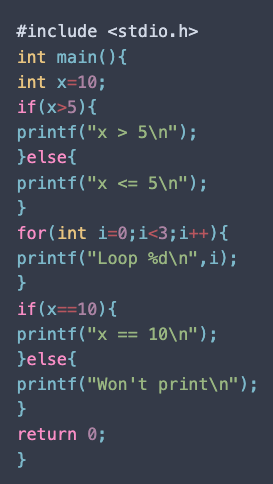 #include <stdio.h>
int main(){
int x=10;
if(x>5){
printf("x > 5\n");
}else{
printf("x <= 5\n");
}
for(int i=0;i<3;i++){
printf("Loop %d\n",i);
}
if(x==10){
printf("x == 10\n");
}else{
printf("Won't print\n");
}
return 0;
}